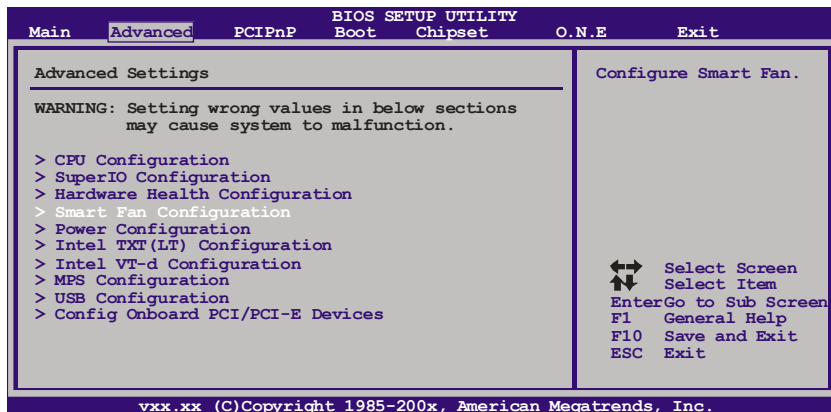 BIOS SETUP UTILITY
Main Advanced PCIPnP Boot Chipset O.N.E Exit
Advanced Settings
WARNING: Setting wrong values in below sections
may cause system to malfunction.
> CPU Configuration
> SuperIO Configuration
> Hardware Health Configuration
> Smart Fan Configuration
> Power Configuration
> Intel TXT(LT) Configuration
> Intel VT-d Configuration
> MPS Configuration
> USB Configuration
> Config Onboard PCI/PCI-E Devices
Configure Smart Fan.
Select Screen
Select Item
EnterGo to Sub Screen
F1 General Help
F10 Save and Exit
ESC Exit
vxx.xx (C)Copyright 1985-200x, American Megatrends, Inc.